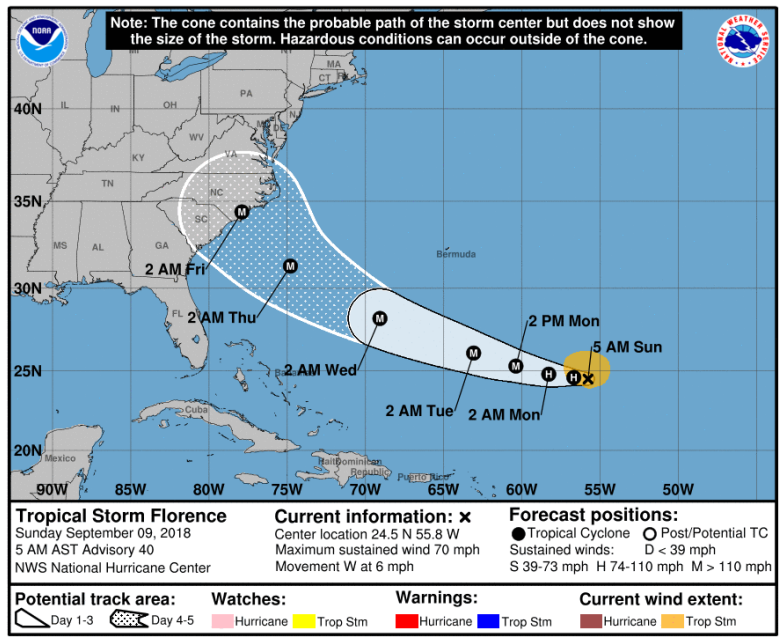 Note: The cone contains the probable path of the storm center but does not show
the size of the storm. Hazardous conditions can occur outside of the cone.
NOAA
NATIONAL WEATHER SERVICE
NY
MA
CT
RI
PA
NJ
40N
IL
IN
OH
MD
DE
WV
KY
VA
TN
NC
35N
SC
M
MS
AL
GA
Bermuda
2 AM Fri
M
30N
FL
2 AM Thu
M
2 PM Mon
5 AM Sun
M
M
H
H
25N
2 AM Wed
2 AM Tue
2 AM Mon
Cuba
20N
Mexico
Haiti
Dominican
Republic
Puerto Rico
90W 85W 80W 75W 70W 65W 60W 55W 50W
Tropical Storm Florence
Sunday September 09, 2018
5 AM AST Advisory 40
NWS National Hurricane Center
Current information: x
Center location 24.5 N 55.8 W
Maximum sustained wind 70 mph
Movement W at 6 mph
Forecast positions:
Tropical Cyclone Post/Potential TC
Sustained winds: D < 39 mph
S 39-73 mph H 74-110 mph M > 110 mph
Potential track area:
Day 1-3 Day 4-5
Watches:
Hurricane Trop Stm
Warnings:
Hurricane Trop Stm
Current wind extent:
Hurricane Trop Stm